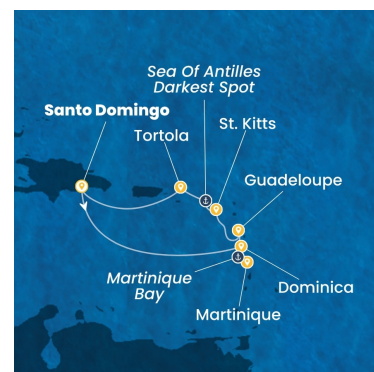 Sea Of Antilles
Darkest Spot
Santo Domingo
St. Kitts
Tortola
Guadeloupe
Martinique
Bay
Dominica
Martinique